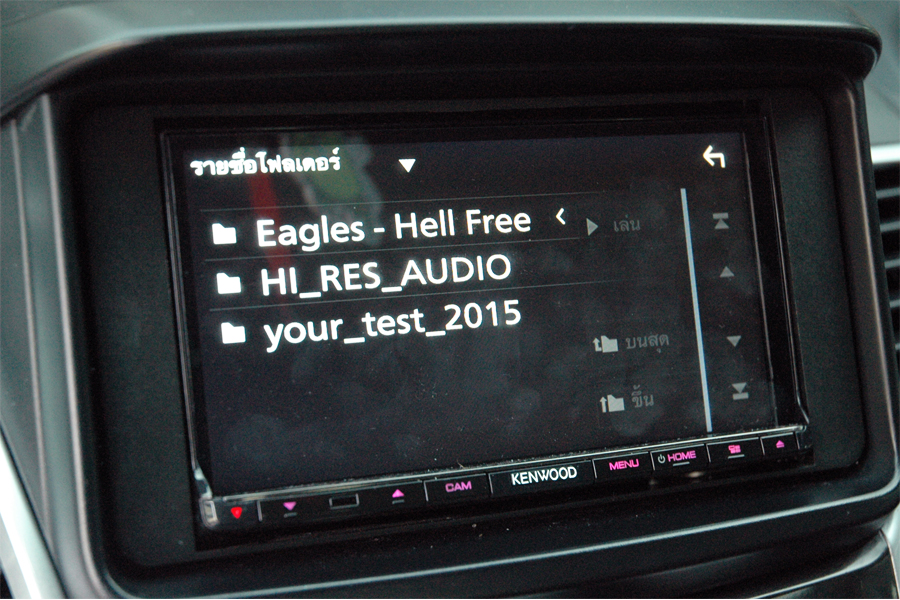 รายชื่อโฟลเดอร์
Eagles - Hell Free
เล่น
HI_RES_AUDIO
your_test_2015
บนสุด
ขึ้น
CAM
KENWOOD
MENU
HOME